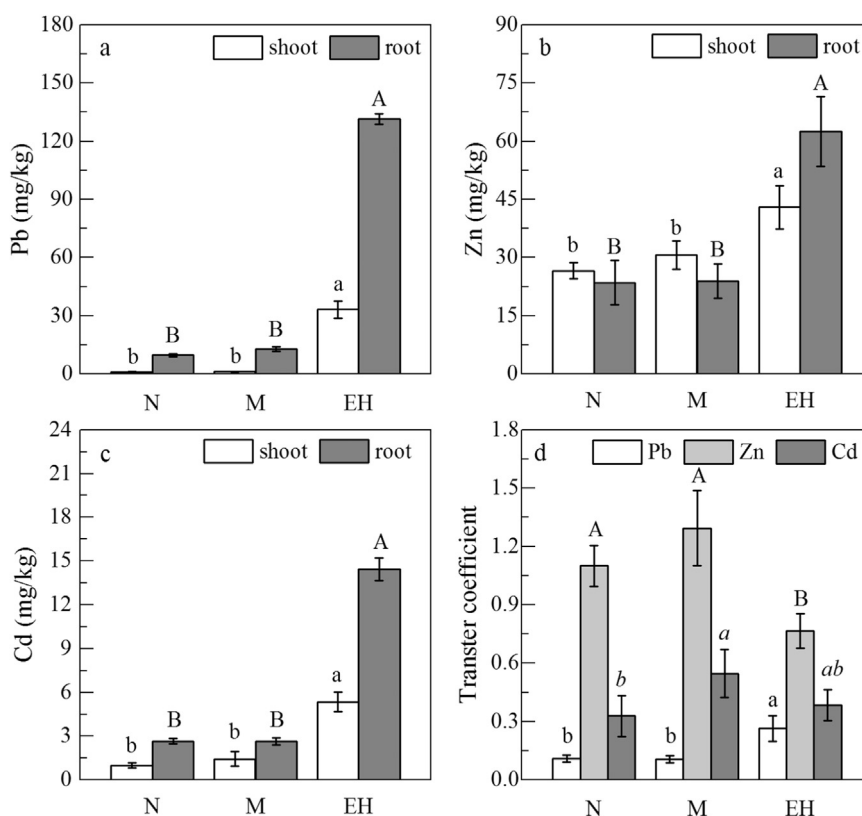 a
shoot
root
Pb (mg/kg)
180
150
120
90
60
30
0
b
B
b
B
a
A
N
M
EH
b
shoot
root
Zn (mg/kg)
90
75
60
45
30
15
0
b
B
b
B
a
A
N
M
EH
c
shoot
root
Cd (mg/kg)
24
21
18
15
12
9
6
3
0
b
B
b
B
a
A
N
M
EH
d
Pb
Zn
Cd
Transter coefficient
1.8
1.5
1.2
0.9
0.6
0.3
0.0
b
A
b
b
A
a
a
B
ab
N
M
EH